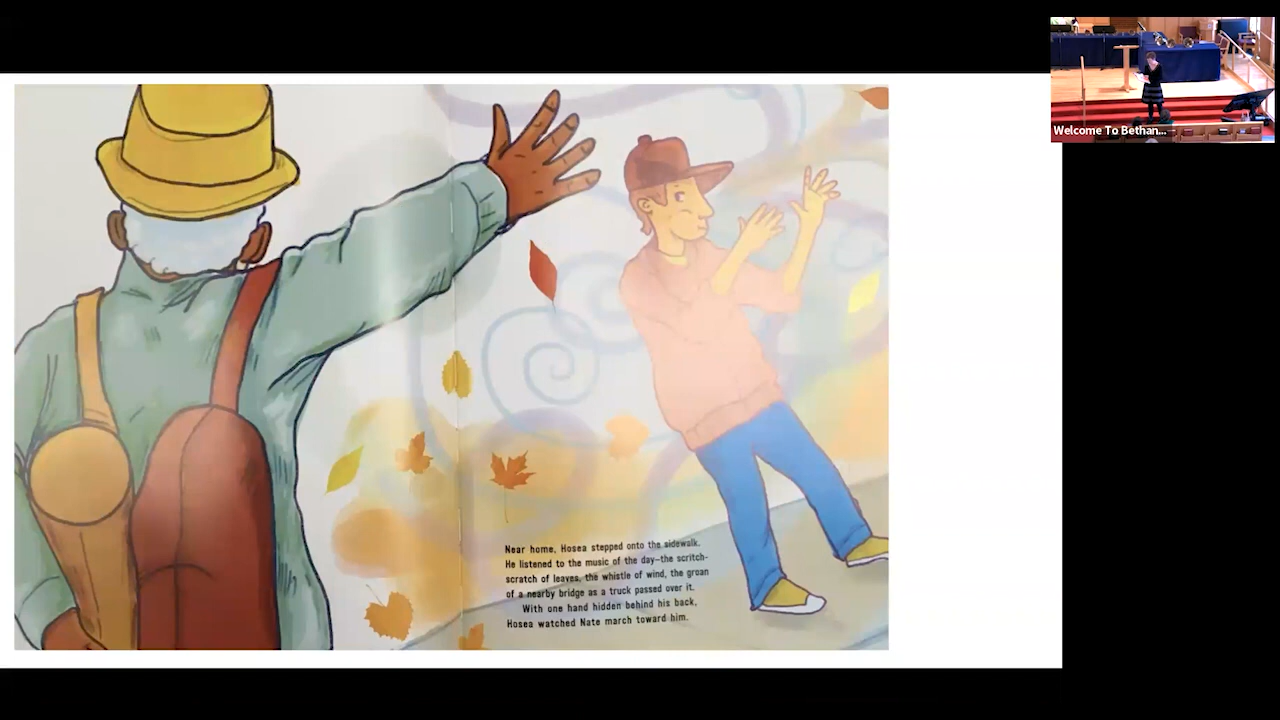 Welcome To Bethan...
Near home, Hosea stepped onto the sidewalk.
He listened to the music of the day—the scritch-
scratch of leaves, the whistle of wind, the groan
of a nearby bridge as a truck passed over it.
With one hand hidden behind his back,
Hosea watched Nate march toward him.